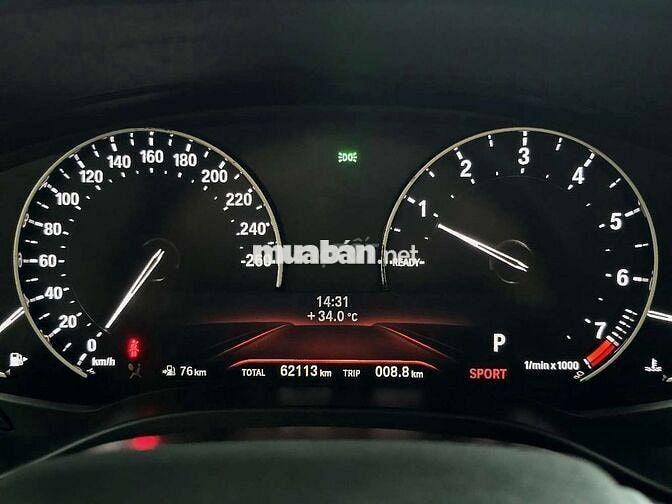 0 20 40 60 80 100 120 140 160 180 200 220 240 260
km/h
1 2 3 4 5 6 7
READY
1/min x 1000
muaban.net
14:31
+ 34.0 °C
P
SPORT
76 km
TOTAL 62113 km TRIP 008.8 km